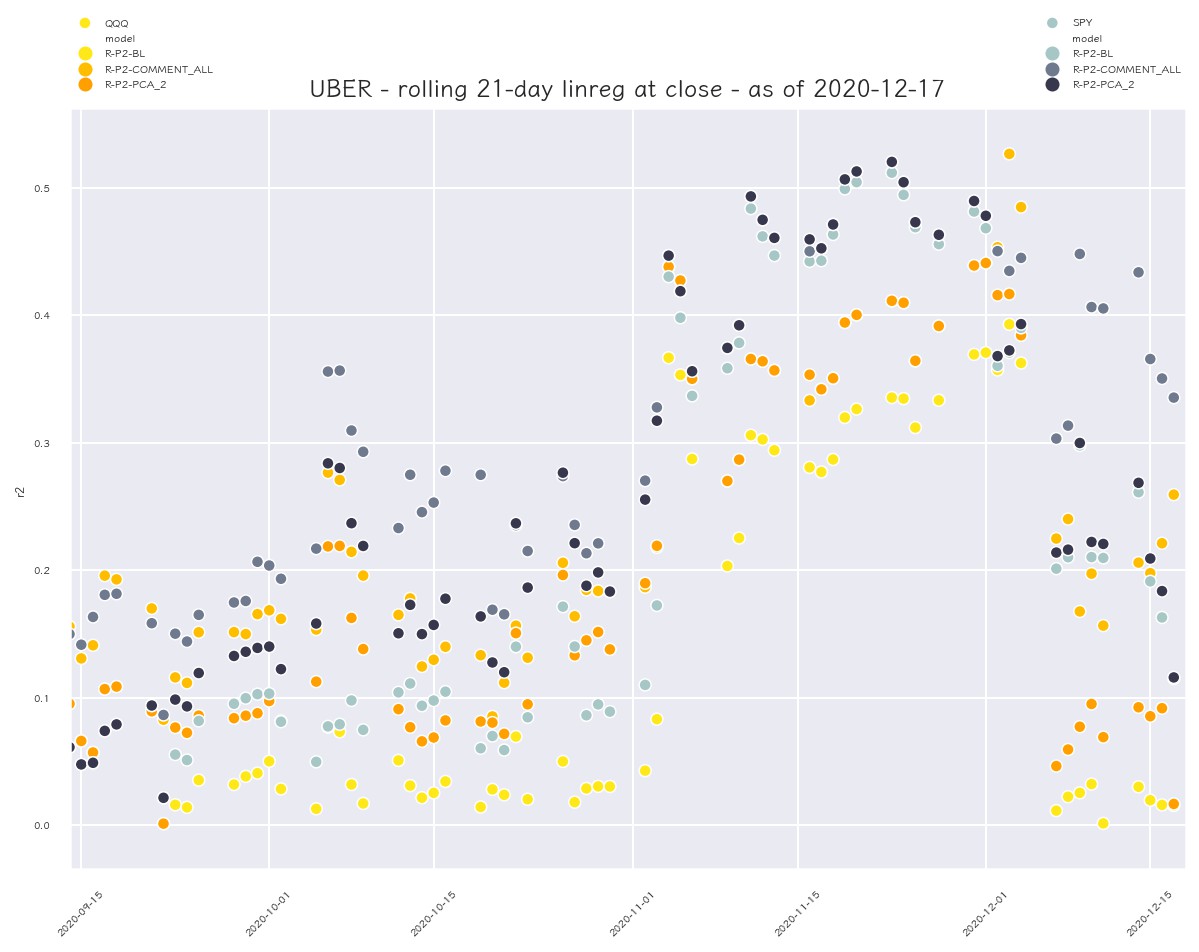 QQQ
model
R-P2-BL
R-P2-COMMENT_ALL
R-P2-PCA_2
SPY
model
R-P2-BL
R-P2-COMMENT_ALL
R-P2-PCA_2
UBER - rolling 21-day linreg at close - as of 2020-12-17
r2
0.5
0.4
0.3
0.2
0.1
0.0
2020-09-15
2020-10-01
2020-10-15
2020-11-01
2020-11-15
2020-12-01
2020-12-15